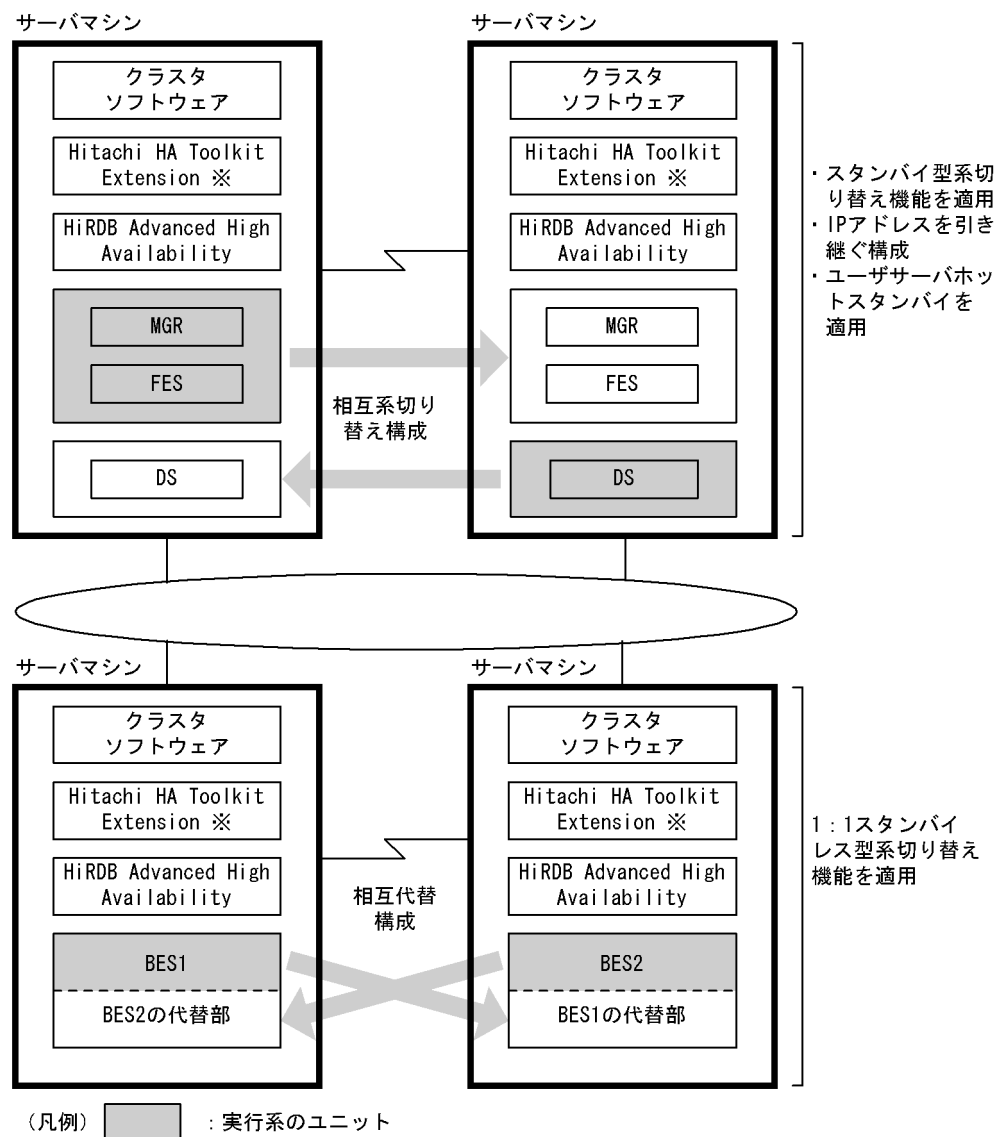 サーバマシン
サーバマシン
クラスタ
ソフトウェア
Hitachi HA Toolkit
Extension ※
HiRDB Advanced High
Availability
MGR
FES
DS
クラスタ
ソフトウェア
Hitachi HA Toolkit
Extension ※
HiRDB Advanced High
Availability
MGR
FES
DS
相互系切り
替え構成
・スタンバイ型系切
り替え機能を適用
・IPアドレスを引き
継ぐ構成
・ユーザサーバホッ
トスタンバイを
適用
サーバマシン
サーバマシン
クラスタ
ソフトウェア
Hitachi HA Toolkit
Extension ※
HiRDB Advanced High
Availability
BES1
BES2の代替部
相互代替
構成
クラスタ
ソフトウェア
Hitachi HA Toolkit
Extension ※
HiRDB Advanced High
Availability
BES2
BES1の代替部
1:1スタンバイ
レス型系切り替え
機能を適用
(凡例)
:実行系のユニット